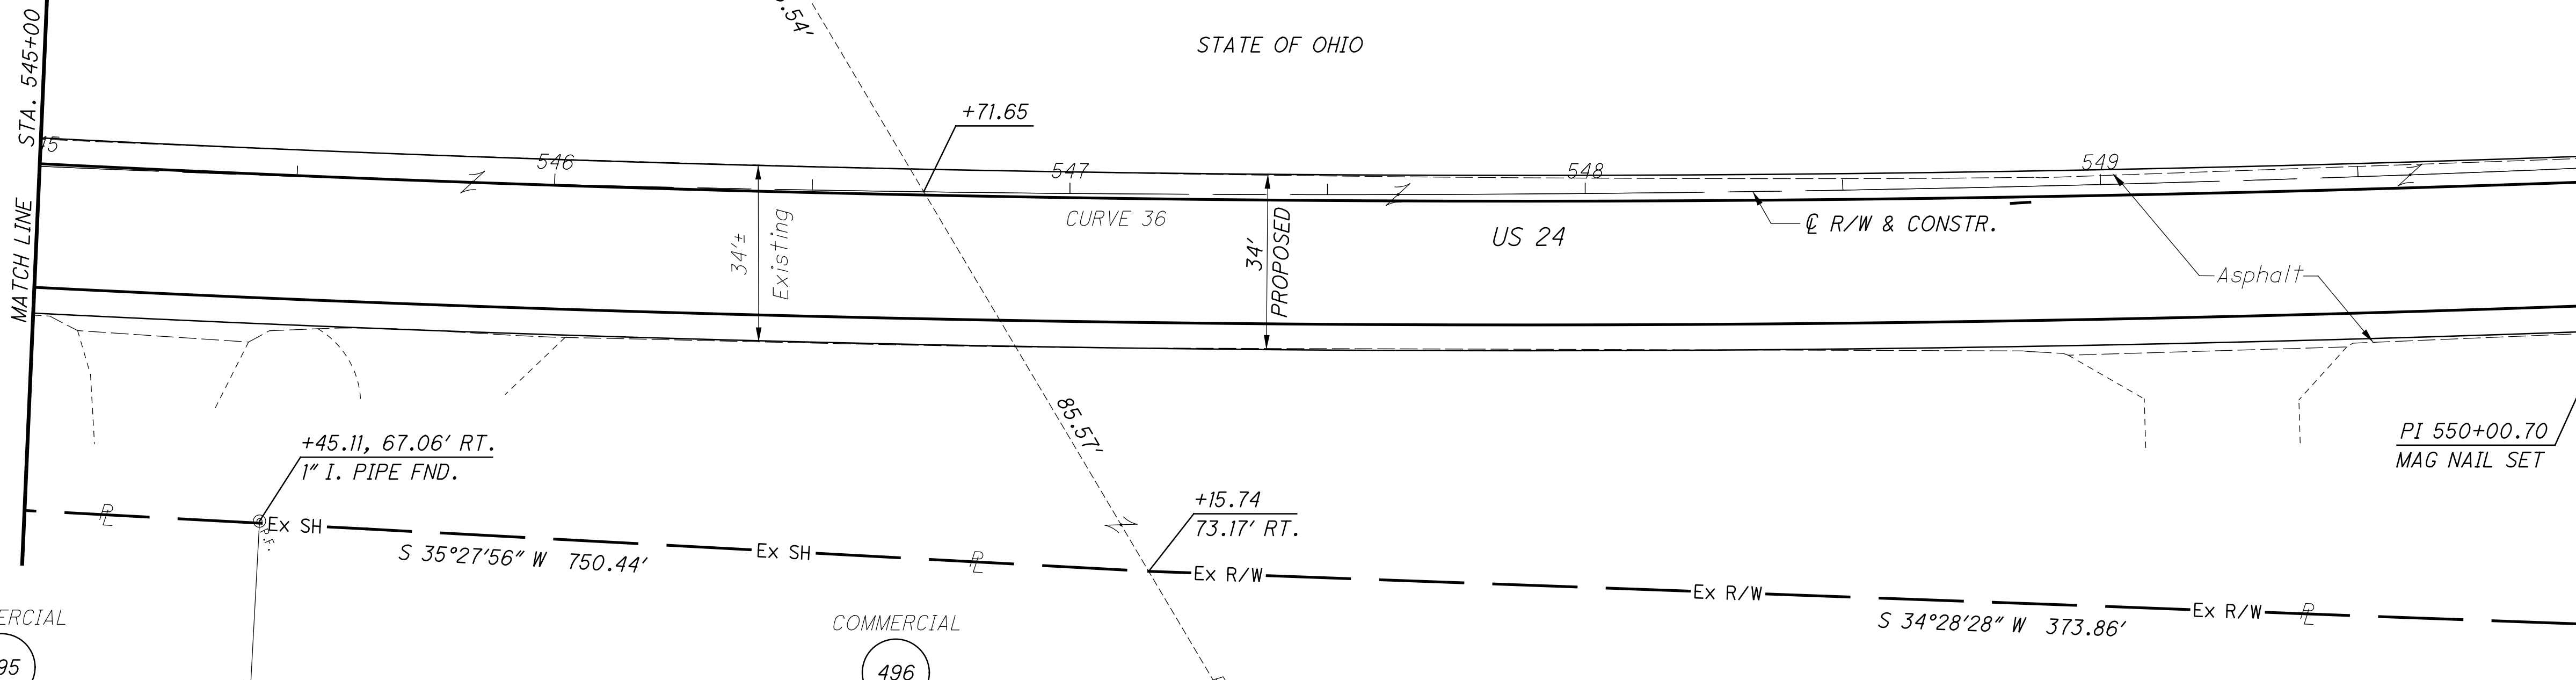 MATCH LINE STA. 545+00
STATE OF OHIO
+71.65
546
547
548
549
CURVE 36
34'±
Existing
34'
PROPOSED
US 24
℄ R/W & CONSTR.
Asphalt
85.57'
+45.11, 67.06' RT.
1" I. PIPE FND.
+15.74
73.17' RT.
PI 550+00.70
MAG NAIL SET
PL
Ex SH
S 35°27'56" W 750.44'
Ex SH
PL
Ex R/W
Ex R/W
Ex R/W
PL
S 34°28'28" W 373.86'
COMMERCIAL
496